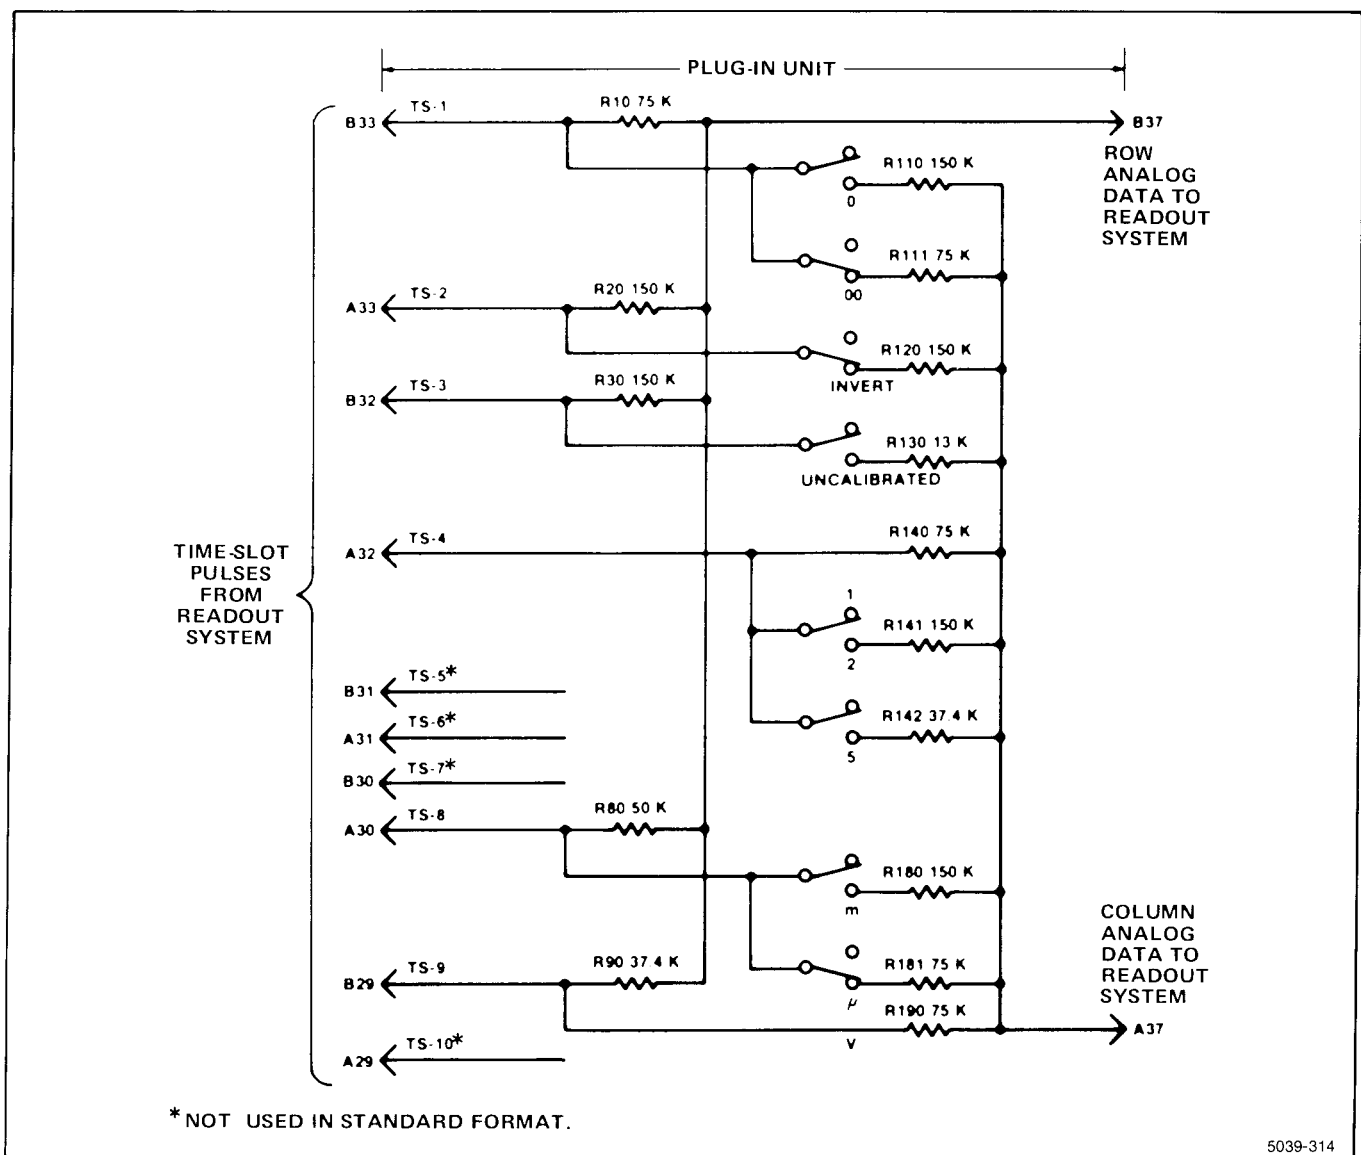 PLUG-IN UNIT
B33 TS-1 R10 75 K B37
ROW
ANALOG
DATA TO
READOUT
SYSTEM
R110 150 K
0
R111 75 K
00
A33 TS-2 R20 150 K
R120 150 K
INVERT
B32 TS-3 R30 150 K
R130 13 K
UNCALIBRATED
TIME-SLOT
PULSES
FROM
READOUT
SYSTEM
A32 TS-4 R140 75 K
1
R141 150 K
2
B31 TS-5*
R142 37.4 K
5
A31 TS-6*
B30 TS-7*
A30 TS-8 R80 50 K
R180 150 K
m
COLUMN
ANALOG
DATA TO
READOUT
SYSTEM
B29 TS-9 R90 37.4 K
R181 75 K
μ
R190 75 K
V
A37
A29 TS-10*
*NOT USED IN STANDARD FORMAT.
5039-314